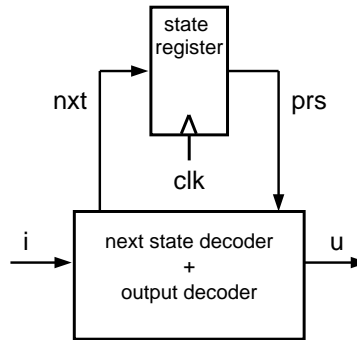 state
register
nxt
prs
clk
i
next state decoder
+
output decoder
u